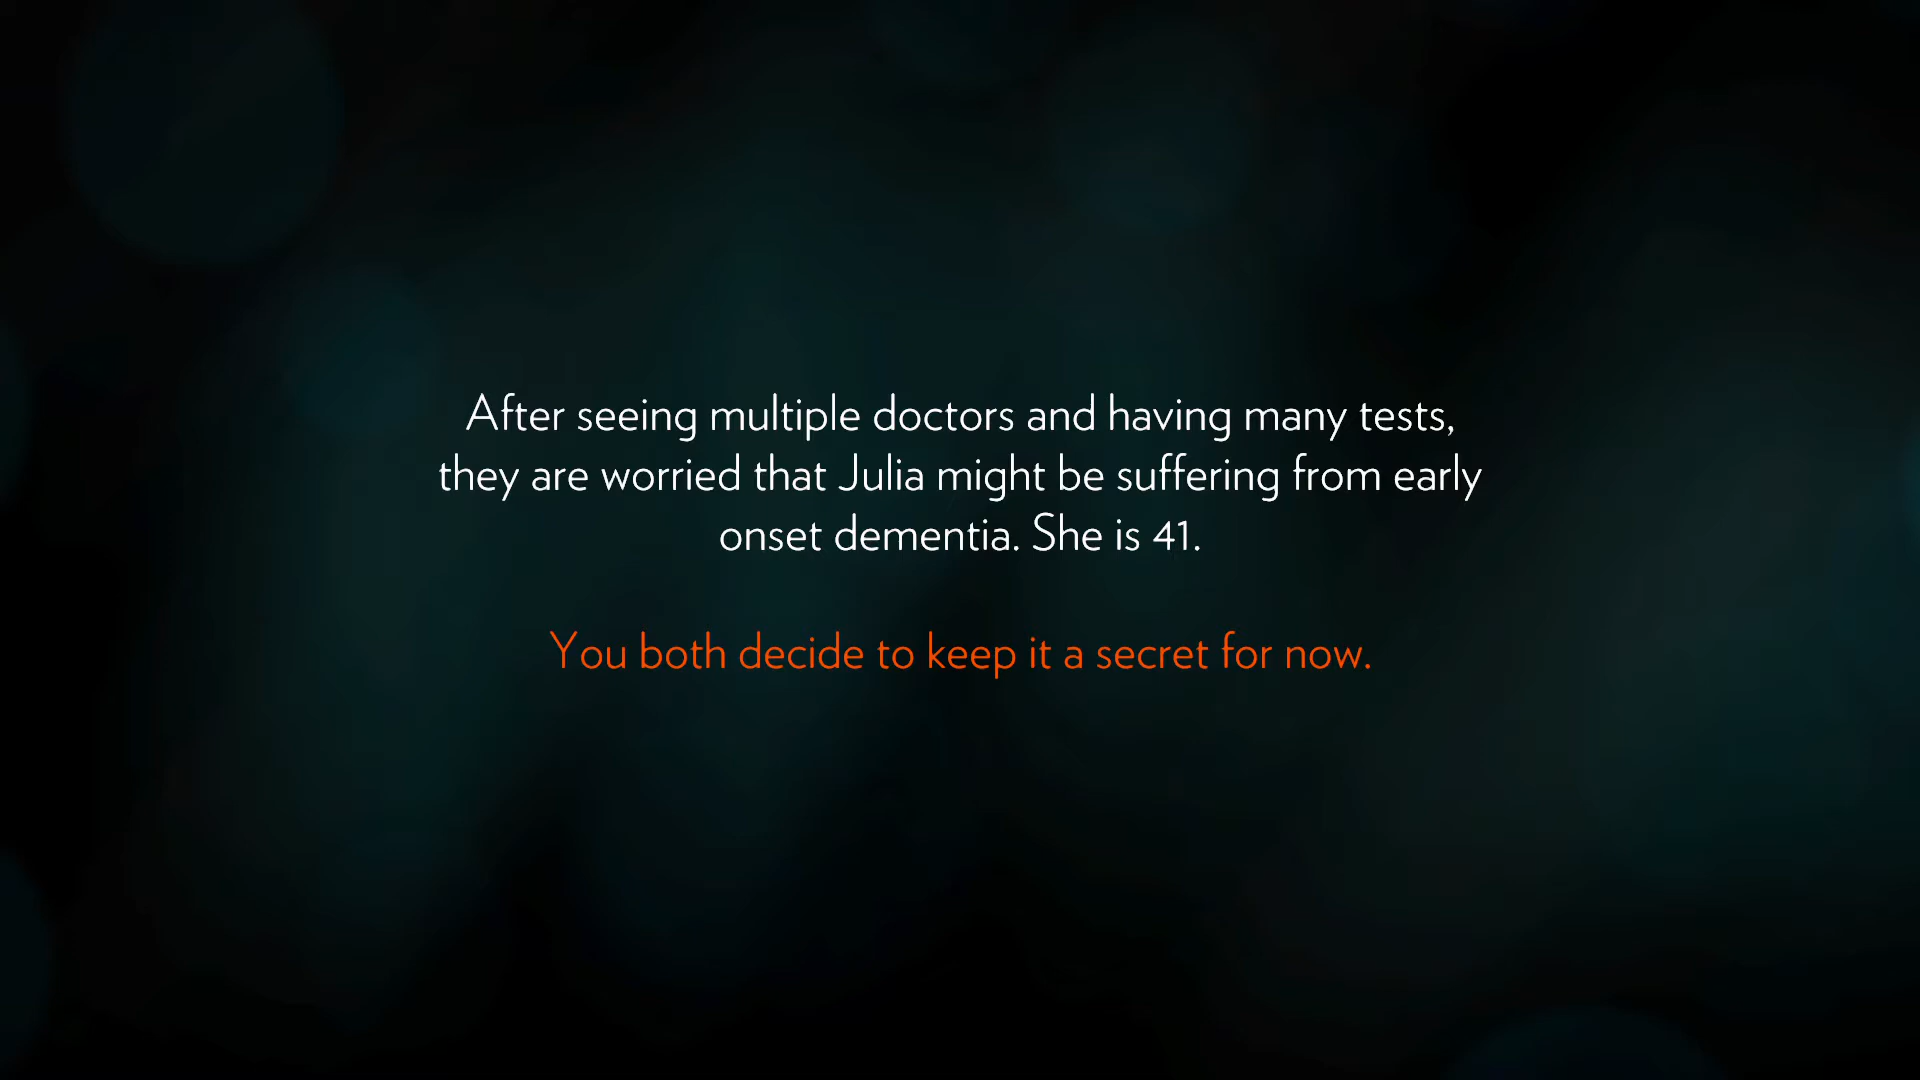 After seeing multiple doctors and having many tests,
they are worried that Julia might be suffering from early
onset dementia. She is 41.
You both decide to keep it a secret for now.